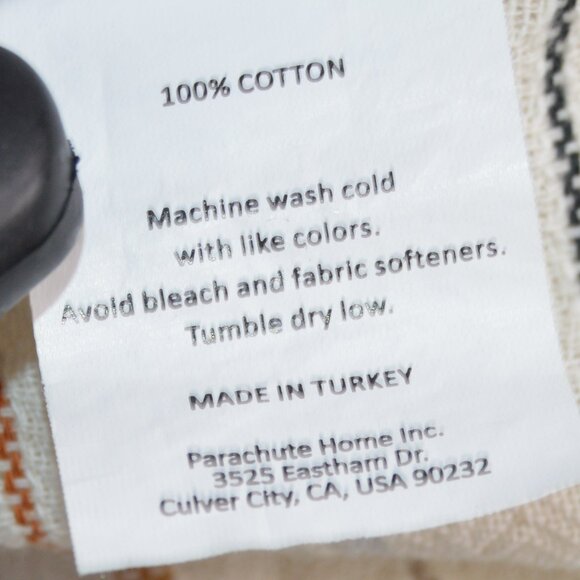 100% COTTON
Machine wash cold
with like colors.
Avoid bleach and fabric softeners.
Tumble dry low.
MADE IN TURKEY
Parachute Home Inc.
3525 Eastham Dr.
Culver City, CA, USA 90232